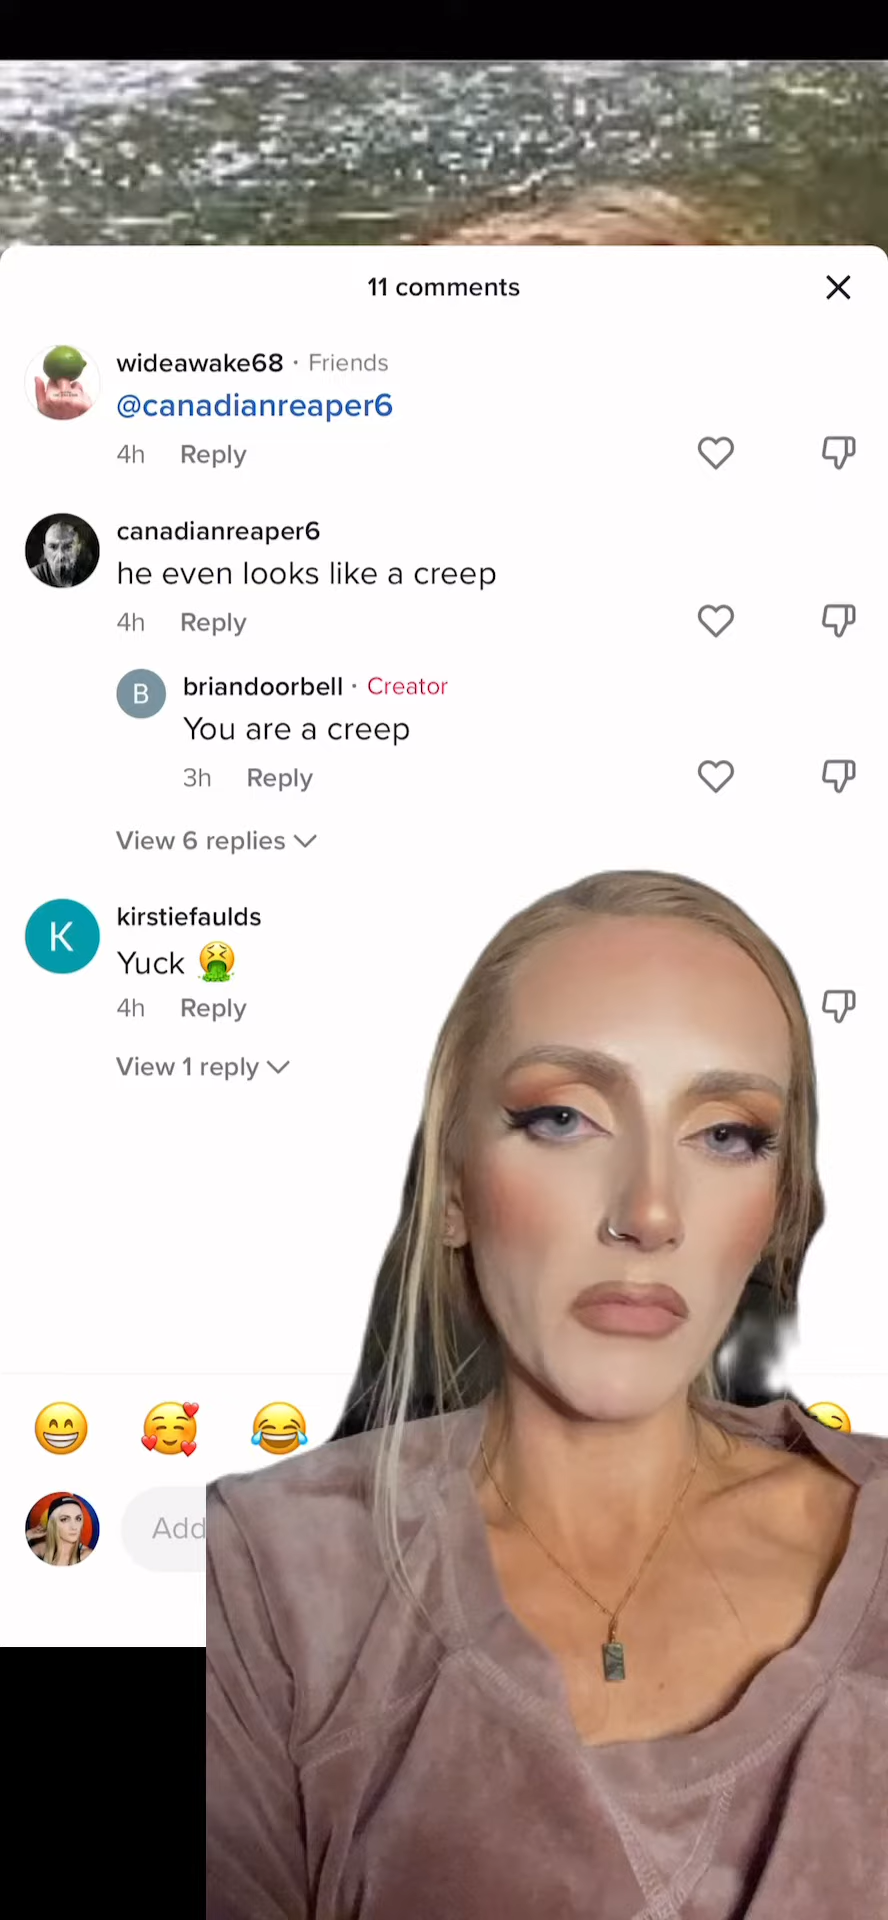 11 comments
wideawake68 · Friends
@canadianreaper6
4h Reply
canadianreaper6
he even looks like a creep
4h Reply
B
briandoorbell · Creator
You are a creep
3h Reply
View 6 replies
K
kirstiefaulds
Yuck 🤮
4h Reply
View 1 reply
Add